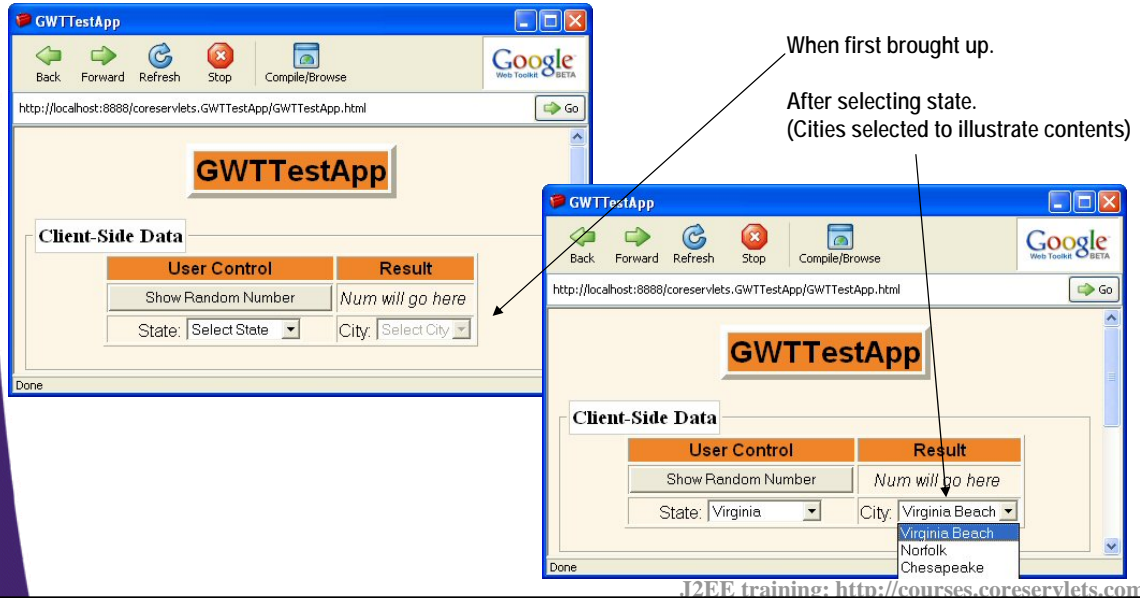 GWTTestApp
Back Forward Refresh Stop Compile/Browse
Google
Web Toolkit BETA
http://localhost:8888/coreservlets.GWTTestApp/GWTTestApp.html Go
GWTTestApp
Client-Side Data
User Control Result
Show Random Number Num will go here
State: Select State City: Select City
Done
When first brought up.
After selecting state.
(Cities selected to illustrate contents)
GWTTestApp
Back Forward Refresh Stop Compile/Browse
Google
Web Toolkit BETA
http://localhost:8888/coreservlets.GWTTestApp/GWTTestApp.html Go
GWTTestApp
Client-Side Data
User Control Result
Show Random Number Num will go here
State: Virginia City: Virginia Beach
Virginia Beach
Norfolk
Chesapeake
Done
J2EE training: http://courses.coreservlets.com